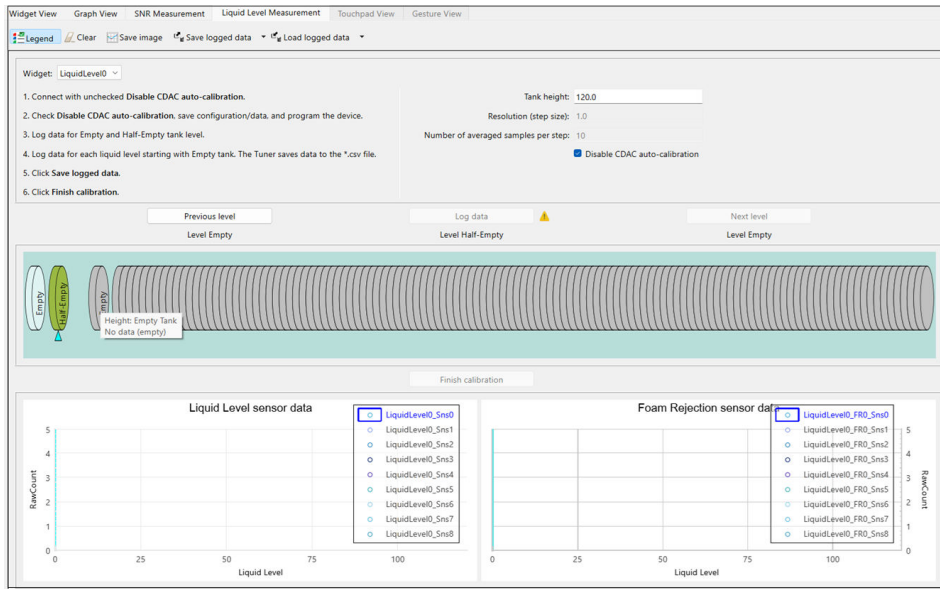 Widget View Graph View SNR Measurement Liquid Level Measurement Touchpad View Gesture View
Legend Clear Save image Save logged data Load logged data
Widget: LiquidLevel0
1. Connect with unchecked Disable CDAC auto-calibration.
2. Check Disable CDAC auto-calibration, save configuration/data, and program the device.
3. Log data for Empty and Half-Empty tank level.
4. Log data for each liquid level starting with Empty tank. The Tuner saves data to the *.csv file.
5. Click Save logged data.
6. Click Finish calibration.
Tank height: 120.0
Resolution (step size): 1.0
Number of averaged samples per step: 10
Disable CDAC auto-calibration
Previous level Log data Next level
Level Empty Level Half-Empty Level Empty
Empty
Half-Empty
Empty
Height: Empty Tank
No data (empty)
Finish calibration
Liquid Level sensor data
LiquidLevel0_Sns0
LiquidLevel0_Sns1
LiquidLevel0_Sns2
LiquidLevel0_Sns3
LiquidLevel0_Sns4
LiquidLevel0_Sns5
LiquidLevel0_Sns6
LiquidLevel0_Sns7
LiquidLevel0_Sns8
RawCount
5
4
3
2
1
0
0 25 50 75 100
Liquid Level
Foam Rejection sensor data
LiquidLevel0_FR0_Sns0
LiquidLevel0_FR0_Sns1
LiquidLevel0_FR0_Sns2
LiquidLevel0_FR0_Sns3
LiquidLevel0_FR0_Sns4
LiquidLevel0_FR0_Sns5
LiquidLevel0_FR0_Sns6
LiquidLevel0_FR0_Sns7
LiquidLevel0_FR0_Sns8
5
4
3
2
1
0
RawCount
0 25 50 75 100
Liquid Level